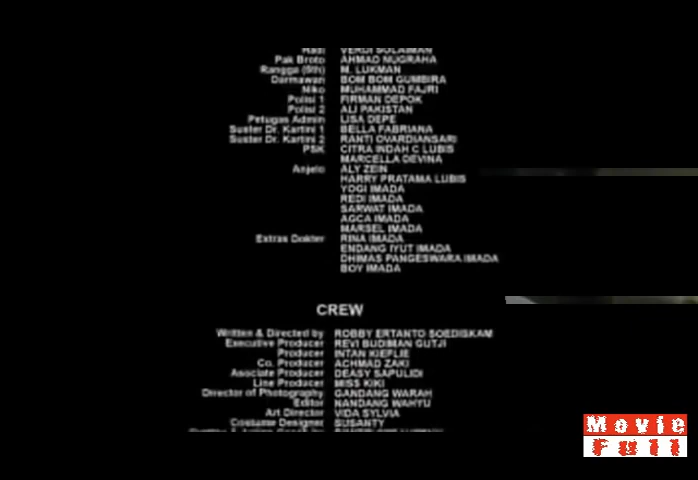 VERDI SOLAIMAN
Pak Broto AHMAD NUGRAHA
Rangga (6th) M. LUKMAN
Darmawan BOM BOM GUMBIRA
Niko MUHAMMAD FAJRI
Polisi 1 FIRMAN DEPOK
Polisi 2 ALI PAKISTAN
Petugas Admin LISA DEPE
Suster Dr. Kartini 1 BELLA FABRIANA
Suster Dr. Kartini 2 RANTI OVARDIANSARI
PSK CITRA INDAH C LUBIS
MARCELLA DEVINA
Anjelo ALY ZEIN
HARRY PRATAMA LUBIS
YOGI IMADA
REDI IMADA
SARWAT IMADA
AGCA IMADA
MARSEL IMADA
Extras Dokter RINA IMADA
ENDANG IYUT IMADA
DHIMAS PANGESWARA IMADA
BOY IMADA
CREW
Written & Directed by ROBBY ERTANTO SOEDISKAM
Executive Producer REVI BUDIMAN GUTJI
Producer INTAN KIEFLIE
Co. Producer ACHMAD ZAKI
Asociate Producer DEASY SAPULIDI
Line Producer MISS KIKI
Director of Photography GANDANG WARAH
Editor NANDANG WAHYU
Art Director VIDA SYLVIA
Costume Designer SUSANTY
Movie
Full